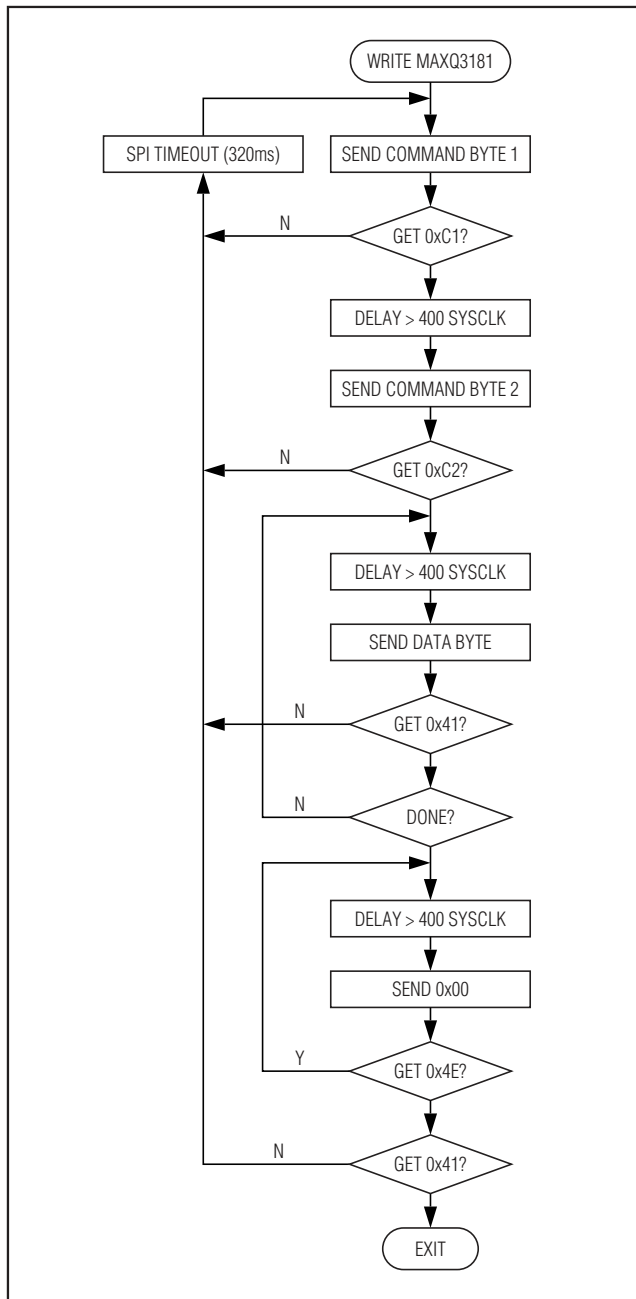 WRITE MAXQ3181
SPI TIMEOUT (320ms)
SEND COMMAND BYTE 1
N
GET 0xC1?
DELAY > 400 SYSCLK
SEND COMMAND BYTE 2
N
GET 0xC2?
DELAY > 400 SYSCLK
SEND DATA BYTE
N
GET 0x41?
N
DONE?
DELAY > 400 SYSCLK
SEND 0x00
Y
GET 0x4E?
N
GET 0x41?
EXIT